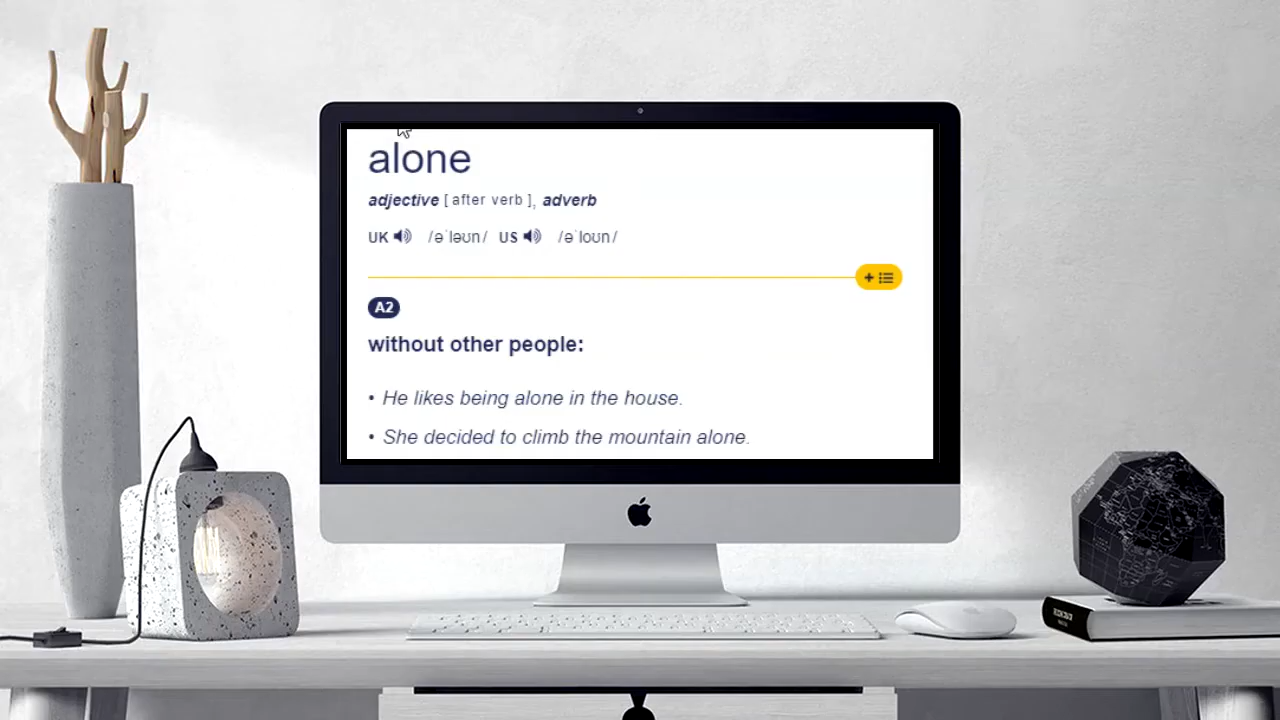 alone
adjective [ after verb ], adverb
UK /əˈləʊn/ US /əˈloʊn/
A2
without other people:
• He likes being alone in the house.
• She decided to climb the mountain alone.